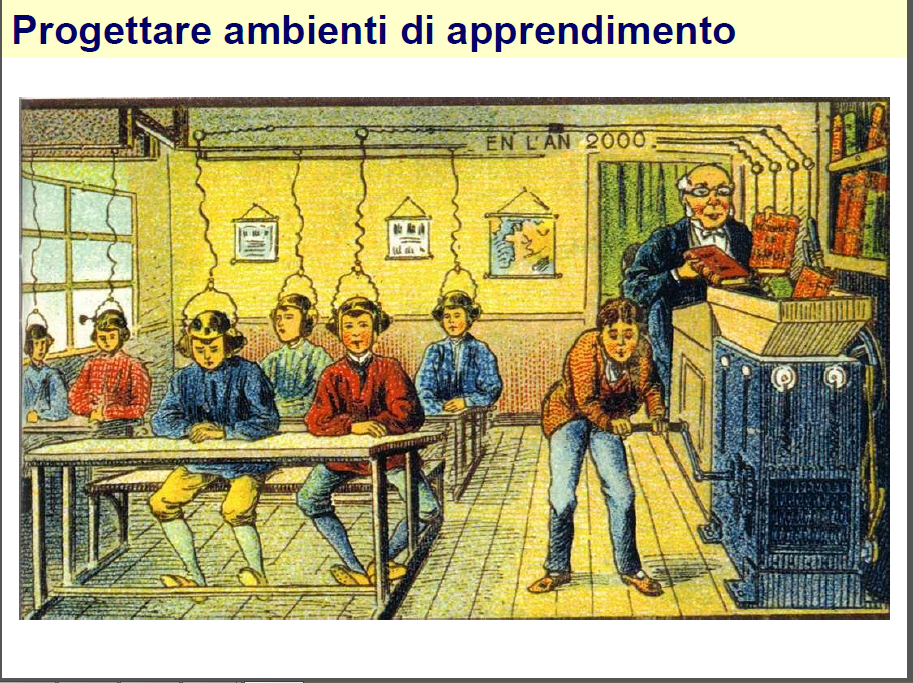 Progettare ambienti di apprendimento
EN L'AN 2000.